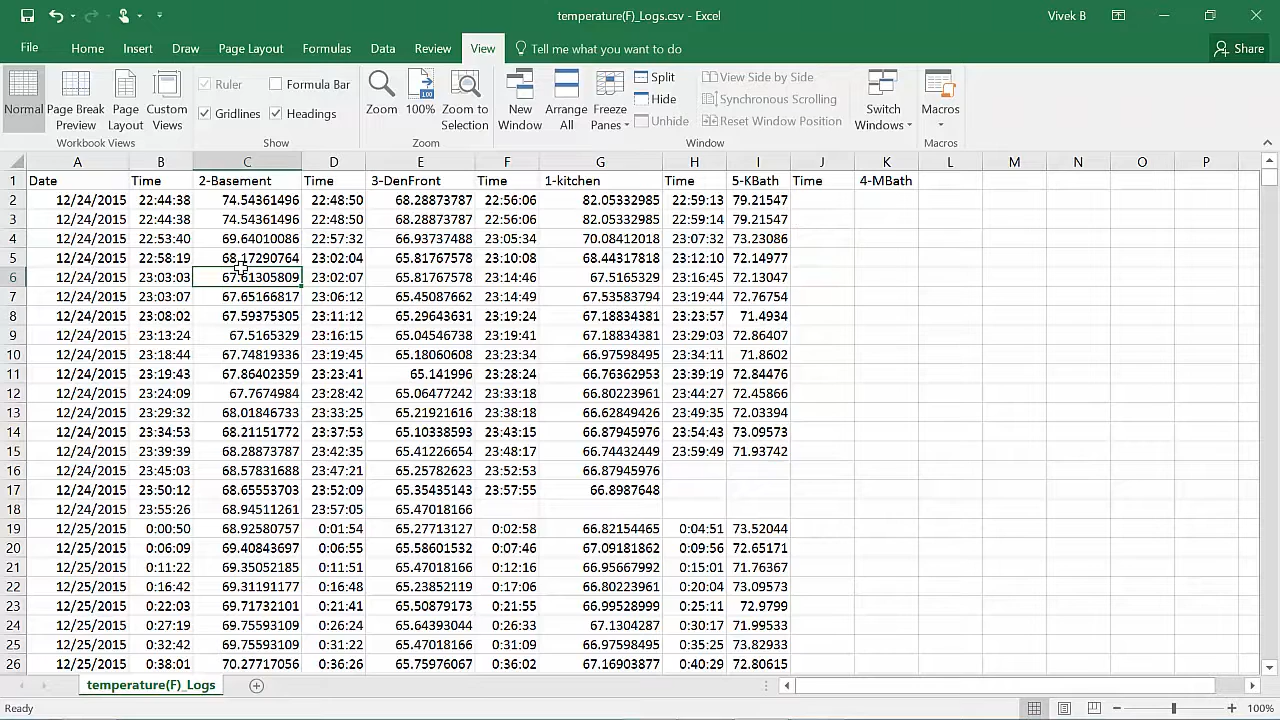 temperature(F)_Logs.csv - Excel
Vivek B
File Home Insert Draw Page Layout Formulas Data Review View Tell me what you want to do Share
Normal Page Break Preview Page Layout Custom Views
Ruler Formula Bar
Gridlines Headings
Zoom 100% Zoom to Selection
New Window Arrange All Freeze Panes
Split
Hide
Unhide
View Side by Side
Synchronous Scrolling
Reset Window Position
Switch Windows Macros
Workbook Views Show Zoom Window Macros
A B C D E F G H I J K L M N O P
1 Date Time 2-Basement Time 3-DenFront Time 1-kitchen Time 5-KBath Time 4-MBath
2 12/24/2015 22:44:38 74.54361496 22:48:50 68.28873787 22:56:06 82.05332985 22:59:13 79.21547
3 12/24/2015 22:44:38 74.54361496 22:48:50 68.28873787 22:56:06 82.05332985 22:59:14 79.21547
4 12/24/2015 22:53:40 69.64010086 22:57:32 66.93737488 23:05:34 70.08412018 23:07:32 73.23086
5 12/24/2015 22:58:19 68.17290764 23:02:04 65.81767578 23:10:08 68.44317818 23:12:10 72.14977
6 12/24/2015 23:03:03 67.61305809 23:02:07 65.81767578 23:14:46 67.5165329 23:16:45 72.13047
7 12/24/2015 23:03:07 67.65166817 23:06:12 65.45087662 23:14:49 67.53583794 23:19:44 72.76754
8 12/24/2015 23:08:02 67.59375305 23:11:12 65.29643631 23:19:24 67.18834381 23:23:57 71.4934
9 12/24/2015 23:13:24 67.5165329 23:16:15 65.04546738 23:19:41 67.18834381 23:29:03 72.86407
10 12/24/2015 23:18:44 67.74819336 23:19:45 65.18060608 23:23:34 66.97598495 23:34:11 71.8602
11 12/24/2015 23:19:43 67.86402359 23:23:41 65.141996 23:28:24 66.76362953 23:39:19 72.84476
12 12/24/2015 23:24:09 67.7674984 23:28:42 65.06477242 23:33:18 66.80223961 23:44:27 72.45866
13 12/24/2015 23:29:32 68.01846733 23:33:25 65.21921616 23:38:18 66.62849426 23:49:35 72.03394
14 12/24/2015 23:34:53 68.21151772 23:37:53 65.10338593 23:43:15 66.87945976 23:54:43 73.09573
15 12/24/2015 23:39:39 68.28873787 23:42:35 65.41226654 23:48:17 66.74432449 23:59:49 71.93742
16 12/24/2015 23:45:03 68.57831688 23:47:21 65.25782623 23:52:53 66.87945976
17 12/24/2015 23:50:12 68.65553703 23:52:09 65.35435143 23:57:55 66.8987648
18 12/24/2015 23:55:26 68.94511261 23:57:05 65.47018166
19 12/25/2015 0:00:50 68.92580757 0:01:54 65.27713127 0:02:58 66.82154465 0:04:51 73.52044
20 12/25/2015 0:06:09 69.40843697 0:06:55 65.58601532 0:07:46 67.09181862 0:09:56 72.65171
21 12/25/2015 0:11:22 69.35052185 0:11:51 65.47018166 0:12:16 66.95667992 0:15:01 71.76367
22 12/25/2015 0:16:42 69.31191177 0:16:48 65.23852119 0:17:06 66.80223961 0:20:04 73.09573
23 12/25/2015 0:22:03 69.71732101 0:21:41 65.50879173 0:21:55 66.99528999 0:25:11 72.9799
24 12/25/2015 0:27:19 69.75593109 0:26:24 65.64393044 0:26:33 67.1304287 0:30:17 71.99533
25 12/25/2015 0:32:42 69.75593109 0:31:22 65.47018166 0:31:09 66.97598495 0:35:25 73.82933
26 12/25/2015 0:38:01 70.27717056 0:36:26 65.75976067 0:36:02 67.16903877 0:40:29 72.80615
temperature(F)_Logs
Ready
100%